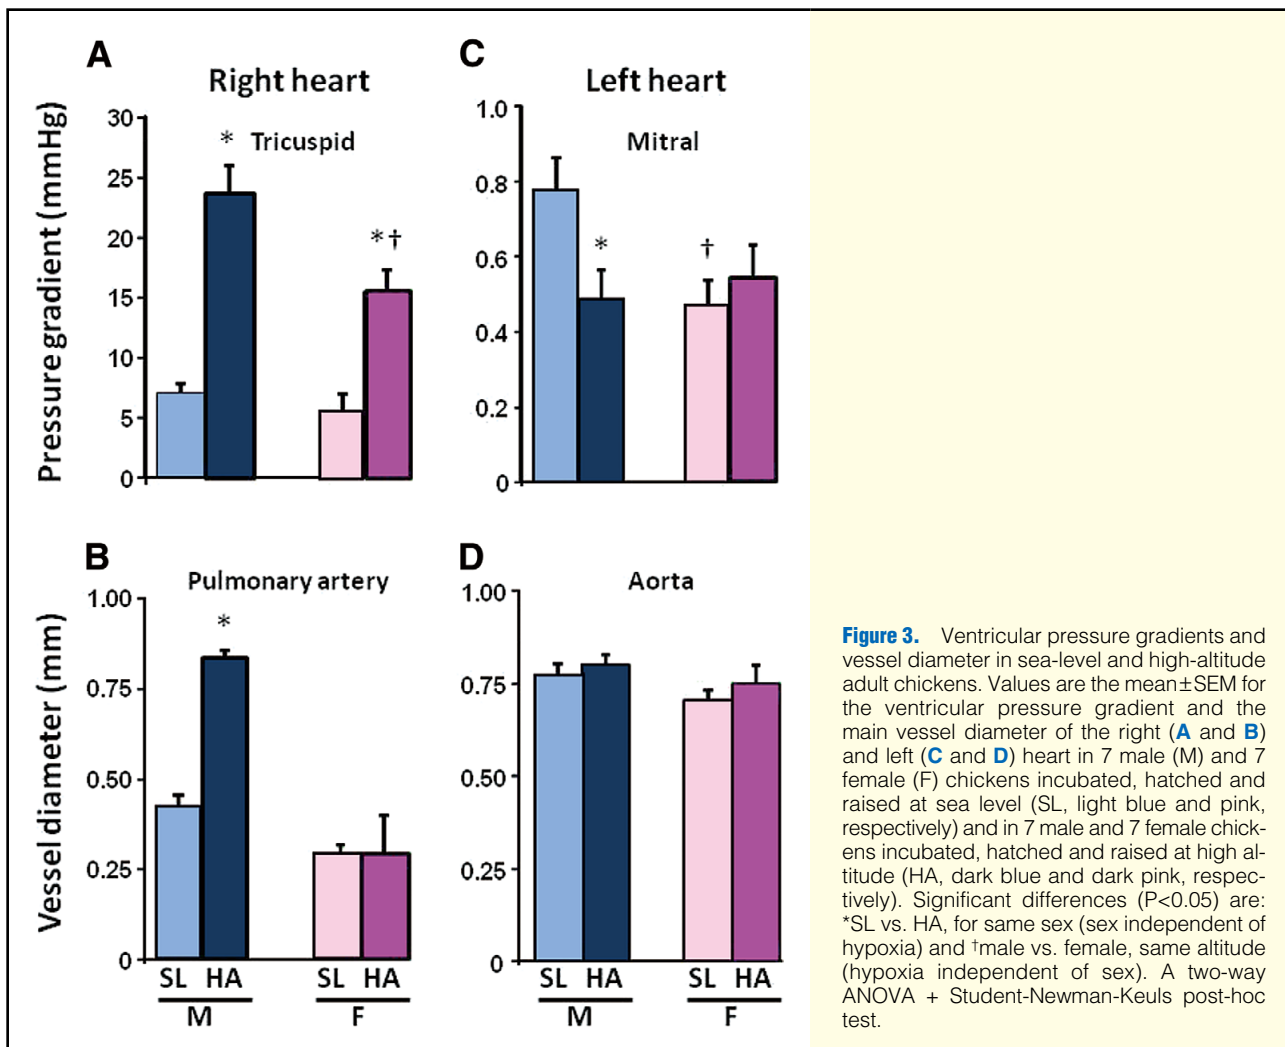 A
Right heart
Tricuspid
Pressure gradient (mmHg)
30
25
20
15
10
5
0
*
*†
C
Left heart
Mitral
1.0
0.8
0.6
0.4
0.2
0
*
†
B
Pulmonary artery
Vessel diameter (mm)
1.00
0.75
0.50
0.25
0
*
SL HA SL HA
M F
D
Aorta
1.00
0.75
0.50
0.25
0
SL HA SL HA
M F
Figure 3. Ventricular pressure gradients and
vessel diameter in sea-level and high-altitude
adult chickens. Values are the mean±SEM for
the ventricular pressure gradient and the
main vessel diameter of the right (A and B)
and left (C and D) heart in 7 male (M) and 7
female (F) chickens incubated, hatched and
raised at sea level (SL, light blue and pink,
respectively) and in 7 male and 7 female chick-
ens incubated, hatched and raised at high al-
titude (HA, dark blue and dark pink, respec-
tively). Significant differences (P<0.05) are:
*SL vs. HA, for same sex (sex independent of
hypoxia) and †male vs. female, same altitude
(hypoxia independent of sex). A two-way
ANOVA + Student-Newman-Keuls post-hoc
test.